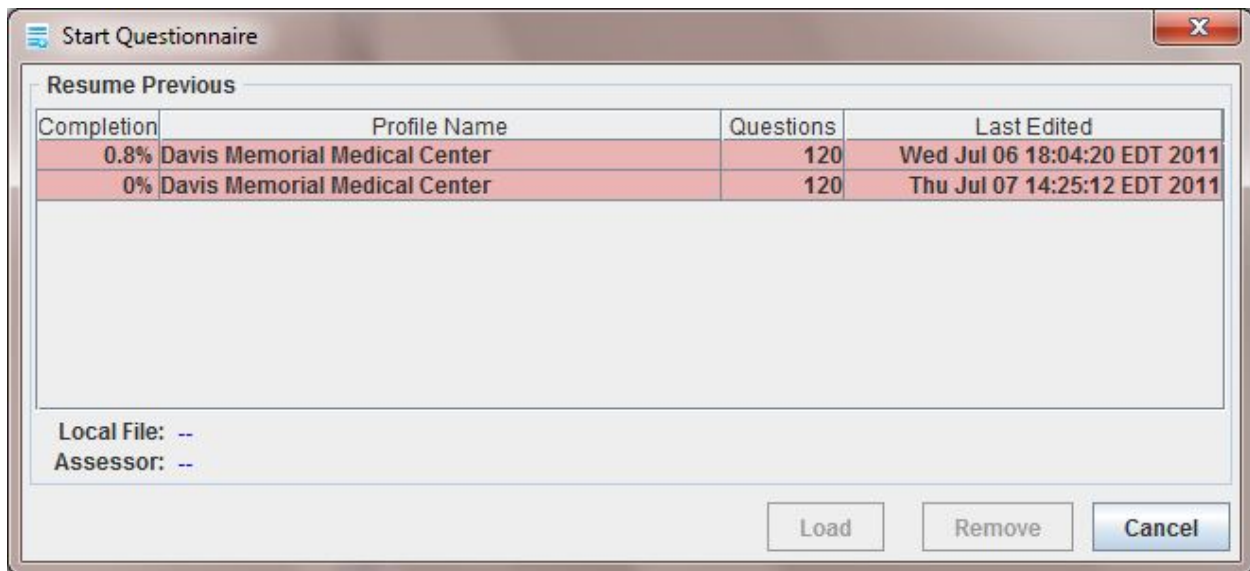 Start Questionnaire
Resume Previous
Completion Profile Name Questions Last Edited
0.8% Davis Memorial Medical Center 120 Wed Jul 06 18:04:20 EDT 2011
0% Davis Memorial Medical Center 120 Thu Jul 07 14:25:12 EDT 2011
Local File: --
Assessor: --
Load Remove Cancel